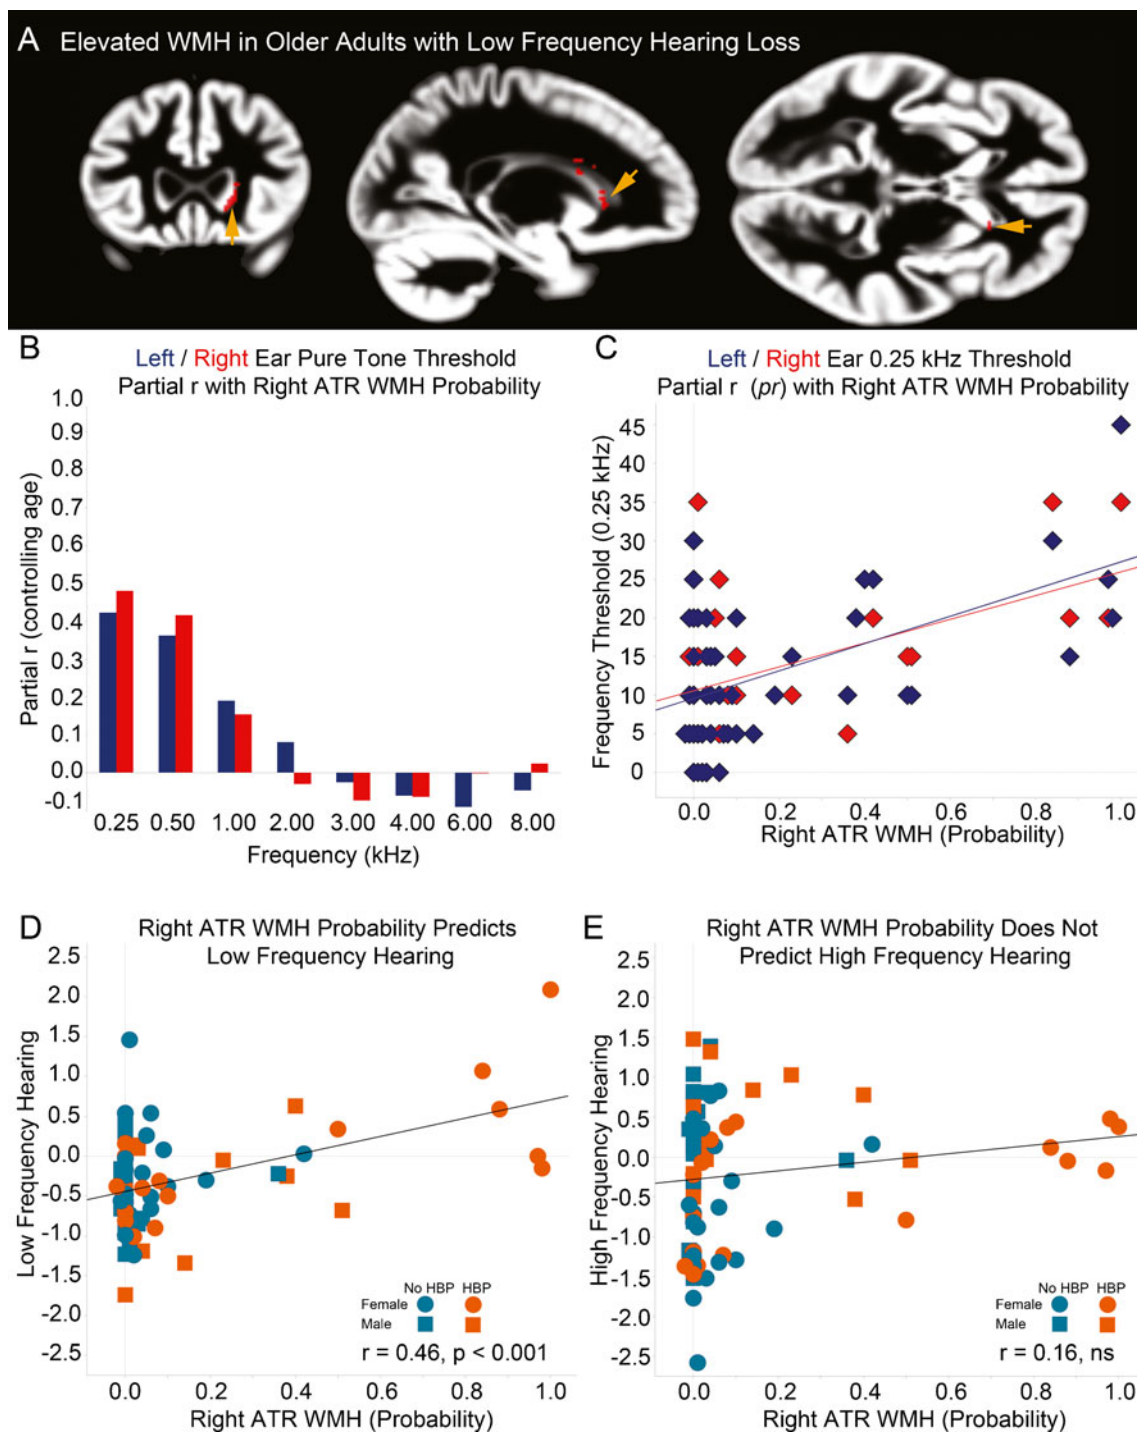 A Elevated WMH in Older Adults with Low Frequency Hearing Loss
B
Left / Right Ear Pure Tone Threshold
Partial r with Right ATR WMH Probability
Partial r (controlling age)
1.0
0.9
0.8
0.7
0.6
0.5
0.4
0.3
0.2
0.1
0.0
-0.1
0.25 0.50 1.00 2.00 3.00 4.00 6.00 8.00
Frequency (kHz)
C
Left / Right Ear 0.25 kHz Threshold
Partial r (pr) with Right ATR WMH Probability
Frequency Threshold (0.25 kHz)
45
40
35
30
25
20
15
10
5
0
0.0 0.2 0.4 0.6 0.8 1.0
Right ATR WMH (Probability)
D
Right ATR WMH Probability Predicts
Low Frequency Hearing
Low Frequency Hearing
2.5
2.0
1.5
1.0
0.5
0.0
-0.5
-1.0
-1.5
-2.0
-2.5
No HBP HBP
Female
Male
r = 0.46, p < 0.001
0.0 0.2 0.4 0.6 0.8 1.0
Right ATR WMH (Probability)
E
Right ATR WMH Probability Does Not
Predict High Frequency Hearing
High Frequency Hearing
2.5
2.0
1.5
1.0
0.5
0.0
-0.5
-1.0
-1.5
-2.0
-2.5
No HBP HBP
Female
Male
r = 0.16, ns
0.0 0.2 0.4 0.6 0.8 1.0
Right ATR WMH (Probability)